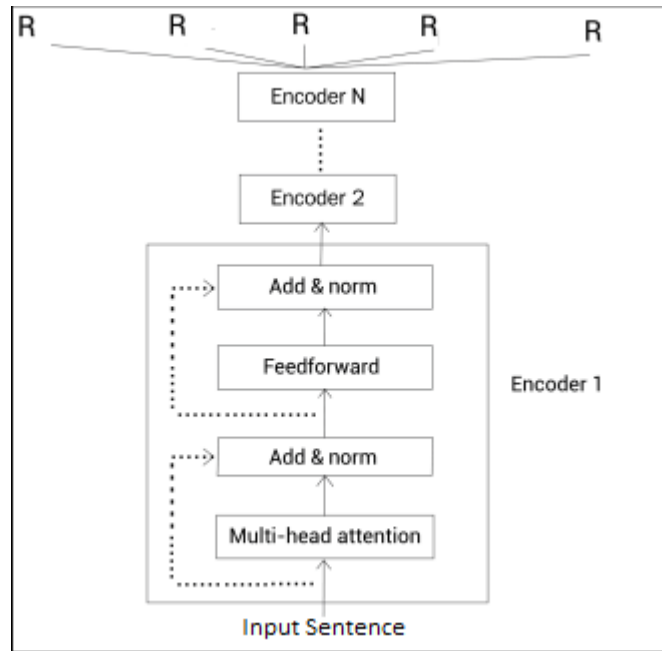 R R R R R
Encoder N
Encoder 2
Add & norm
Feedforward
Encoder 1
Add & norm
Multi-head attention
Input Sentence